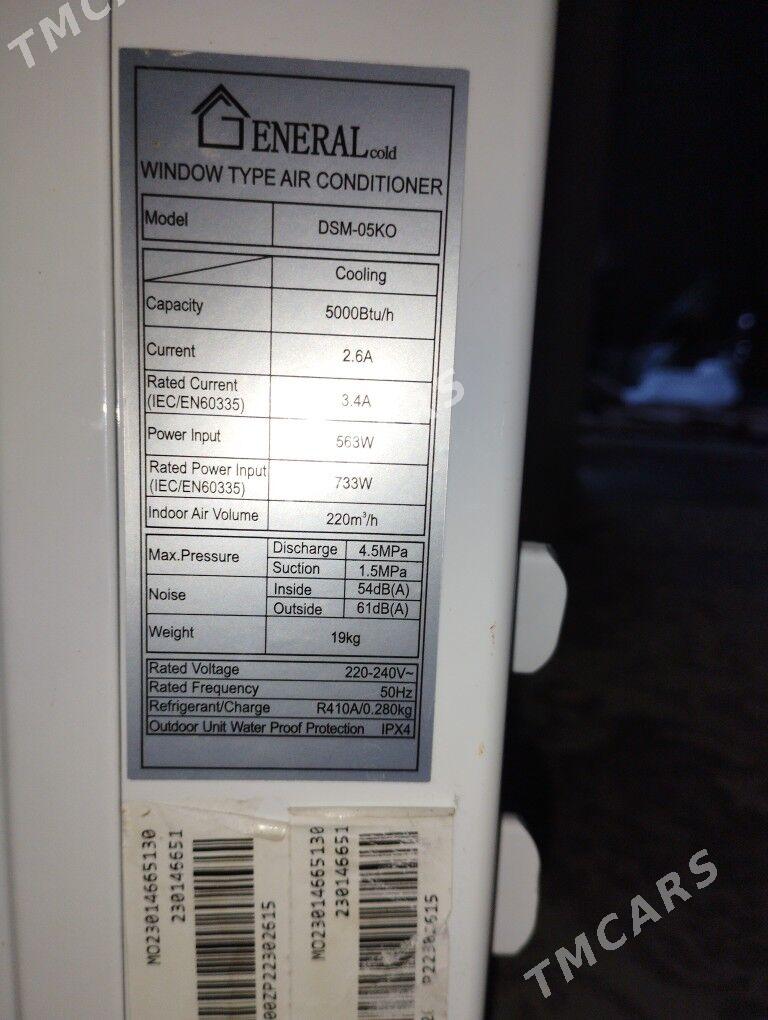 TMCARS
GENERAL cold
WINDOW TYPE AIR CONDITIONER
Model DSM-05KO
Cooling
Capacity 5000Btu/h
Current 2.6A
Rated Current (IEC/EN60335) 3.4A
Power Input 563W
Rated Power Input (IEC/EN60335) 733W
Indoor Air Volume 220m³/h
Max.Pressure Discharge 4.5MPa
Suction 1.5MPa
Noise Inside 54dB(A)
Outside 61dB(A)
Weight 19kg
Rated Voltage 220-240V~
Rated Frequency 50Hz
Refrigerant/Charge R410A/0.280kg
Outdoor Unit Water Proof Protection IPX4
MO23014665130
230146651
00ZP22302615
MO23014665130
230146651
TMCARS